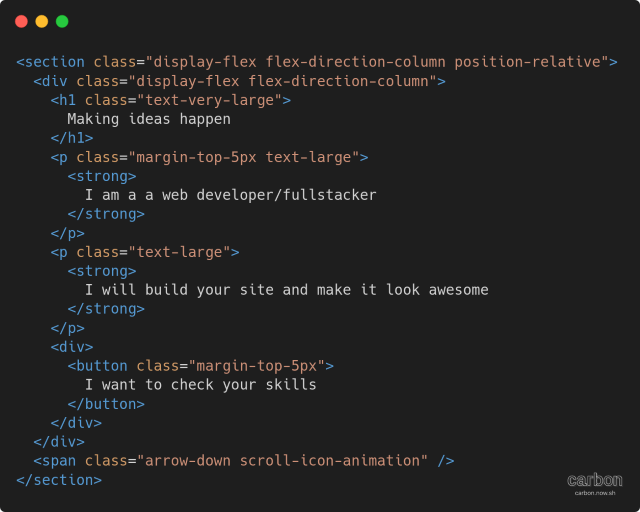 <section class="display-flex flex-direction-column position-relative">
<div class="display-flex flex-direction-column">
<h1 class="text-very-large">
Making ideas happen
</h1>
<p class="margin-top-5px text-large">
<strong>
I am a a web developer/fullstacker
</strong>
</p>
<p class="text-large">
<strong>
I will build your site and make it look awesome
</strong>
</p>
<div>
<button class="margin-top-5px">
I want to check your skills
</button>
</div>
</div>
<span class="arrow-down scroll-icon-animation" />
</section>
carbon
carbon.now.sh